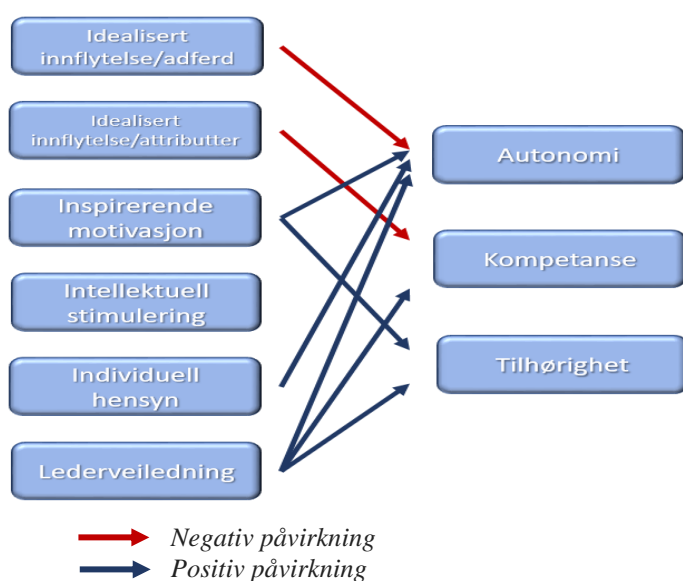 Idealisert
innflytelse/adferd
Idealisert
innflytelse/attributter
Inspirerende
motivasjon
Intellektuell
stimulering
Individuell
hensyn
Lederveiledning
Autonomi
Kompetanse
Tilhørighet
Negativ påvirkning
Positiv påvirkning